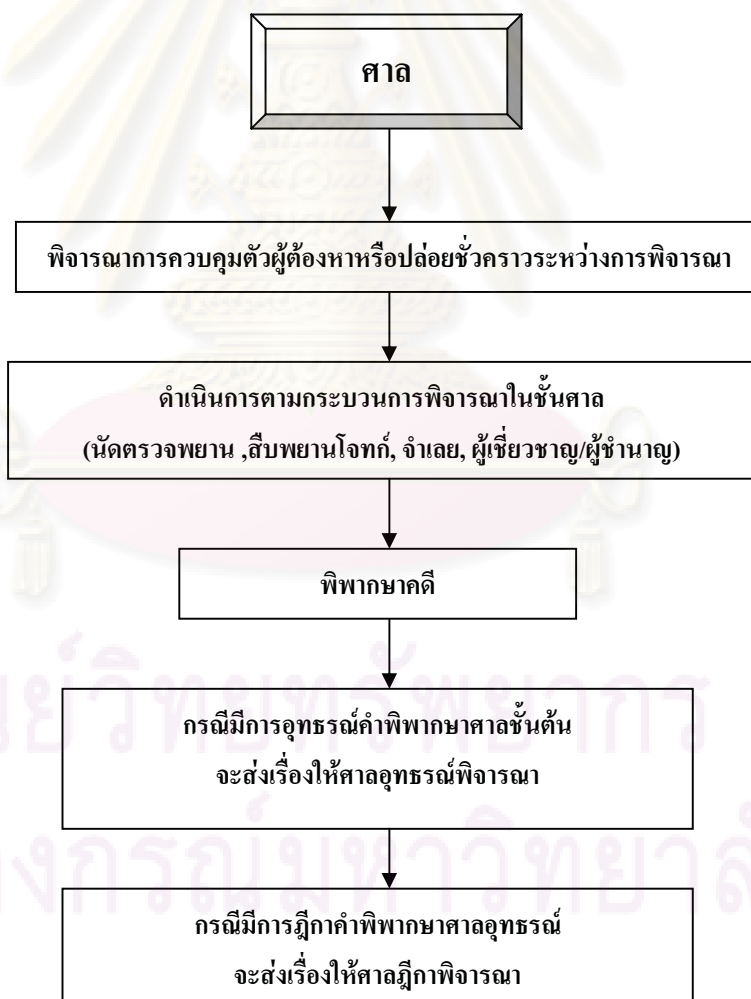 ศาล
พิจารณาการควบคุมตัวผู้ต้องหาหรือปล่อยชั่วคราวระหว่างการพิจารณา
ดำเนินการตามกระบวนการพิจารณาในชั้นศาล
(นัดตรวจพยาน ,สืบพยานโจทก์, จำเลย, ผู้เชี่ยวชาญ/ผู้ชำนาญ)
พิพากษาคดี
กรณีมีการอุทธรณ์คำพิพากษาศาลชั้นต้น
จะส่งเรื่องให้ศาลอุทธรณ์พิจารณา
กรณีมีการฎีกาคำพิพากษาศาลอุทธรณ์
จะส่งเรื่องให้ศาลฎีกาพิจารณา